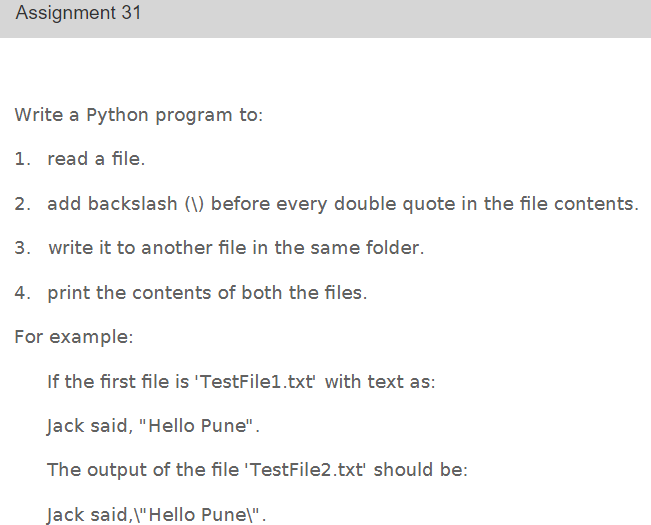 Assignment 31
Write a Python program to:
1. read a file.
2. add backslash (\) before every double quote in the file contents.
3. write it to another file in the same folder.
4. print the contents of both the files.
For example:
If the first file is 'TestFile1.txt' with text as:
Jack said, "Hello Pune".
The output of the file 'TestFile2.txt' should be:
Jack said,\"Hello Pune\".